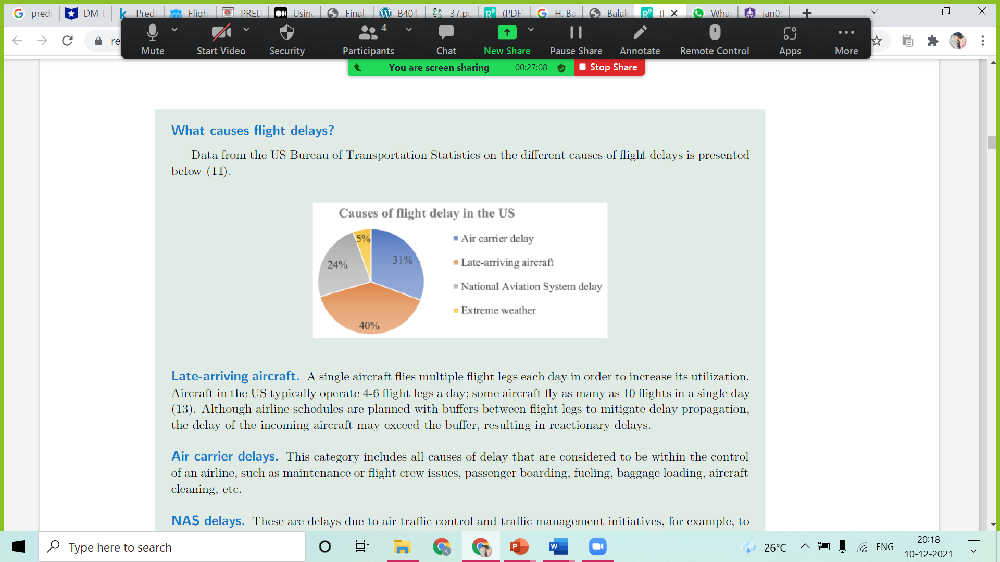 predi
DM-L
Predi
Fligh
PRED
Using
Final
B404
37.pc
(PDF
H. Ba
Balak
Wha
jan05
re
Mute
Start Video
Security
Participants
4
Chat
New Share
Pause Share
Annotate
Remote Control
Apps
More
You are screen sharing
00:27:08
Stop Share
What causes flight delays?
Data from the US Bureau of Transportation Statistics on the different causes of flight delays is presented
below (11).
Causes of flight delay in the US
5%
31%
24%
40%
Air carrier delay
Late-arriving aircraft
National Aviation System delay
Extreme weather
Late-arriving aircraft. A single aircraft flies multiple flight legs each day in order to increase its utilization.
Aircraft in the US typically operate 4-6 flight legs a day; some aircraft fly as many as 10 flights in a single day
(13). Although airline schedules are planned with buffers between flight legs to mitigate delay propagation,
the delay of the incoming aircraft may exceed the buffer, resulting in reactionary delays.
Air carrier delays. This category includes all causes of delay that are considered to be within the control
of an airline, such as maintenance or flight crew issues, passenger boarding, fueling, baggage loading, aircraft
cleaning, etc.
NAS delays. These are delays due to air traffic control and traffic management initiatives, for example, to
Type here to search
26°C
ENG
20:18
10-12-2021